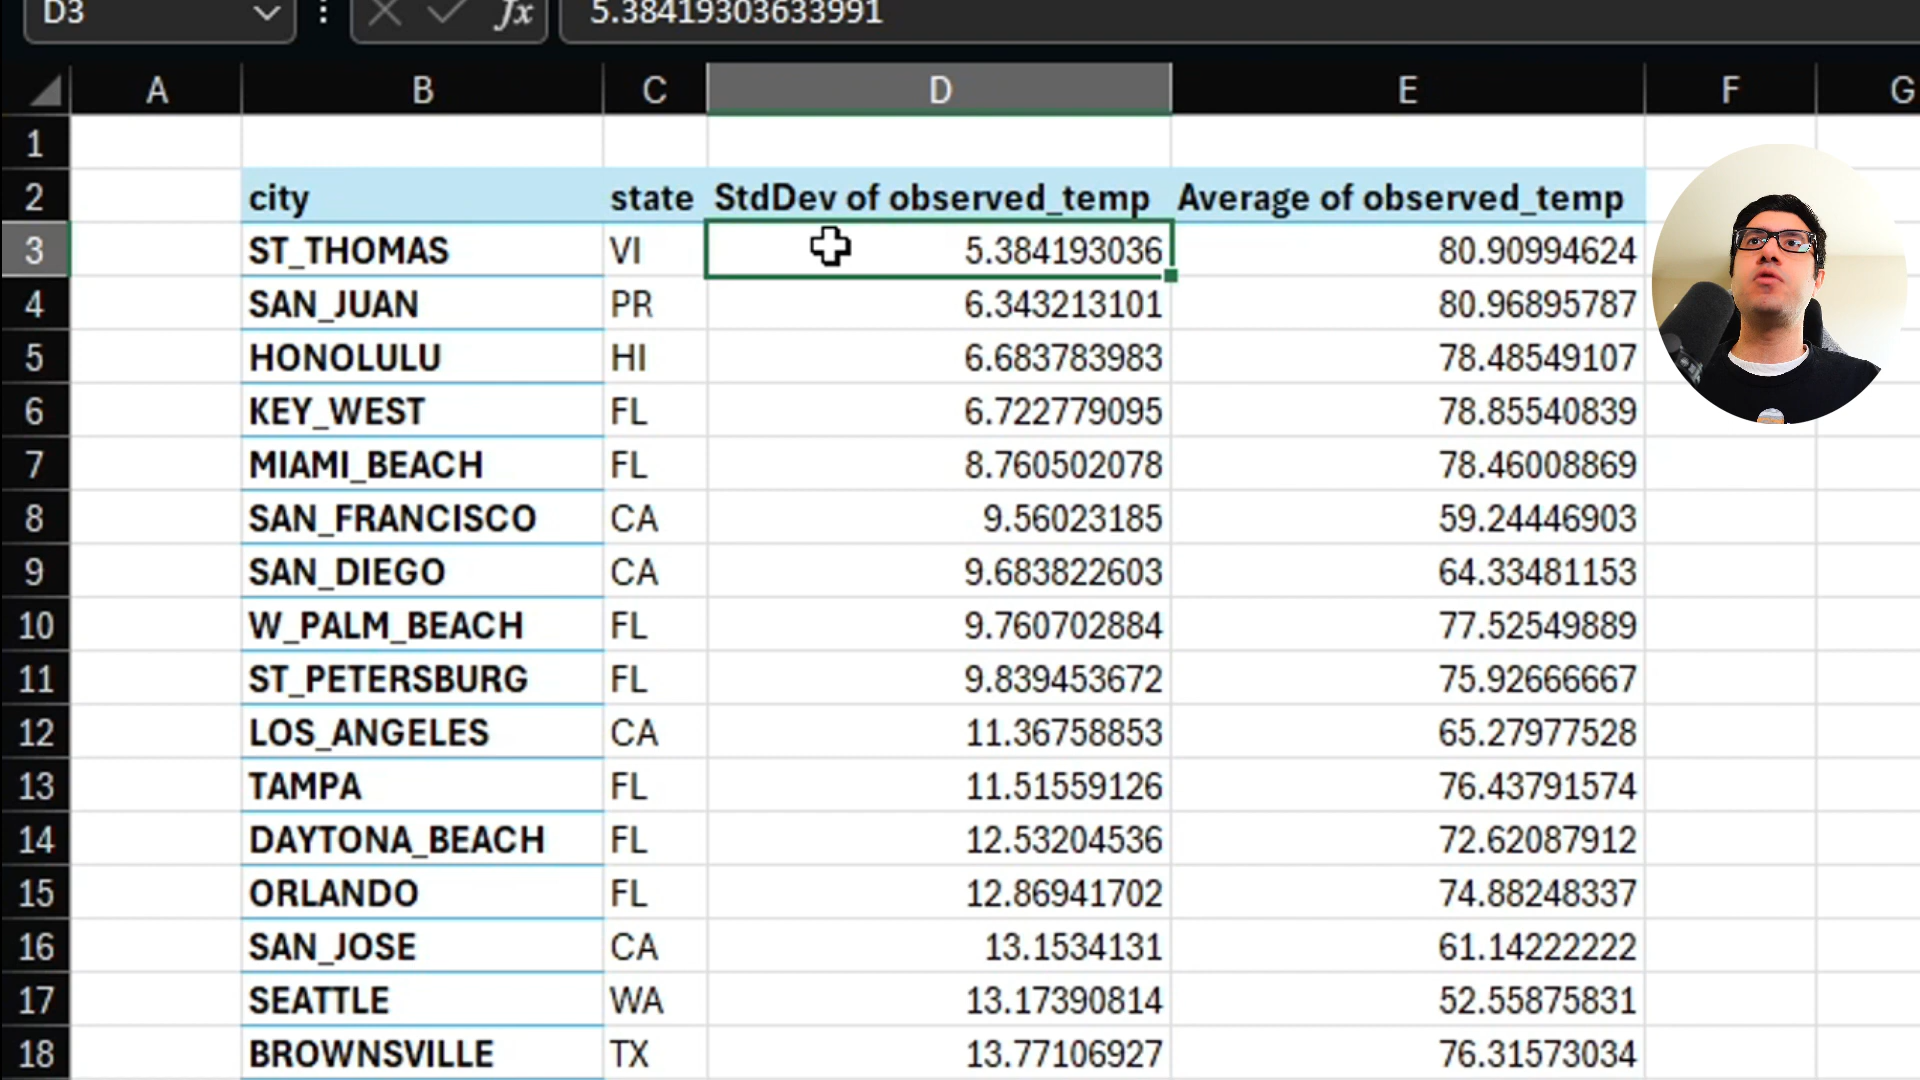 D3 fx 5.38419303633991
A B C D E F G
1
2 city state StdDev of observed_temp Average of observed_temp
3 ST_THOMAS VI 5.384193036 80.90994624
4 SAN_JUAN PR 6.343213101 80.96895787
5 HONOLULU HI 6.683783983 78.48549107
6 KEY_WEST FL 6.722779095 78.85540839
7 MIAMI_BEACH FL 8.760502078 78.46008869
8 SAN_FRANCISCO CA 9.56023185 59.24446903
9 SAN_DIEGO CA 9.683822603 64.33481153
10 W_PALM_BEACH FL 9.760702884 77.52549889
11 ST_PETERSBURG FL 9.839453672 75.92666667
12 LOS_ANGELES CA 11.36758853 65.27977528
13 TAMPA FL 11.51559126 76.43791574
14 DAYTONA_BEACH FL 12.53204536 72.62087912
15 ORLANDO FL 12.86941702 74.88248337
16 SAN_JOSE CA 13.1534131 61.14222222
17 SEATTLE WA 13.17390814 52.55875831
18 BROWNSVILLE TX 13.77106927 76.31573034